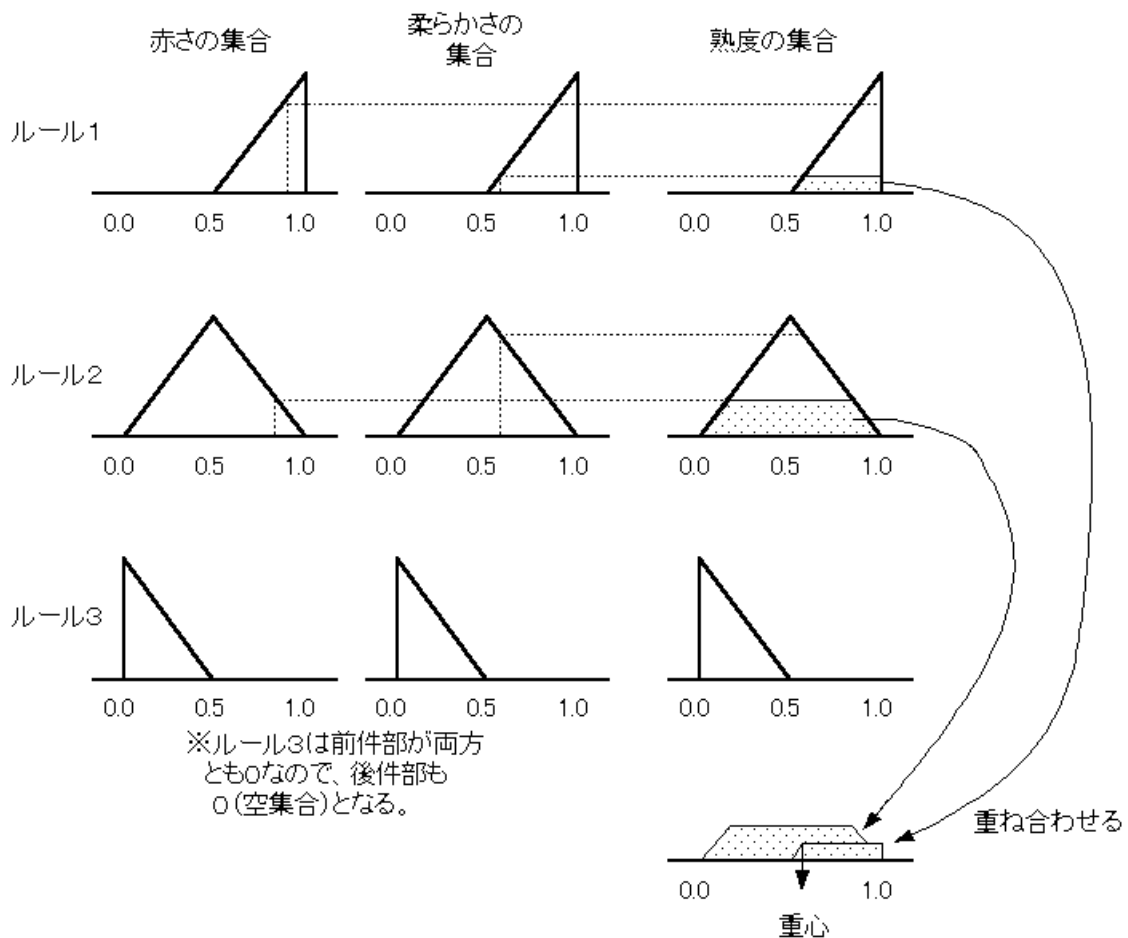 赤さの集合
柔らかさの
集合
熟度の集合
ルール1
0.0 0.5 1.0
0.0 0.5 1.0
0.0 0.5 1.0
ルール2
0.0 0.5 1.0
0.0 0.5 1.0
0.0 0.5 1.0
ルール3
0.0 0.5 1.0
0.0 0.5 1.0
0.0 0.5 1.0
※ルール3は前件部が両方
とも0なので、後件部も
0(空集合)となる。
重ね合わせる
0.0 1.0
重心